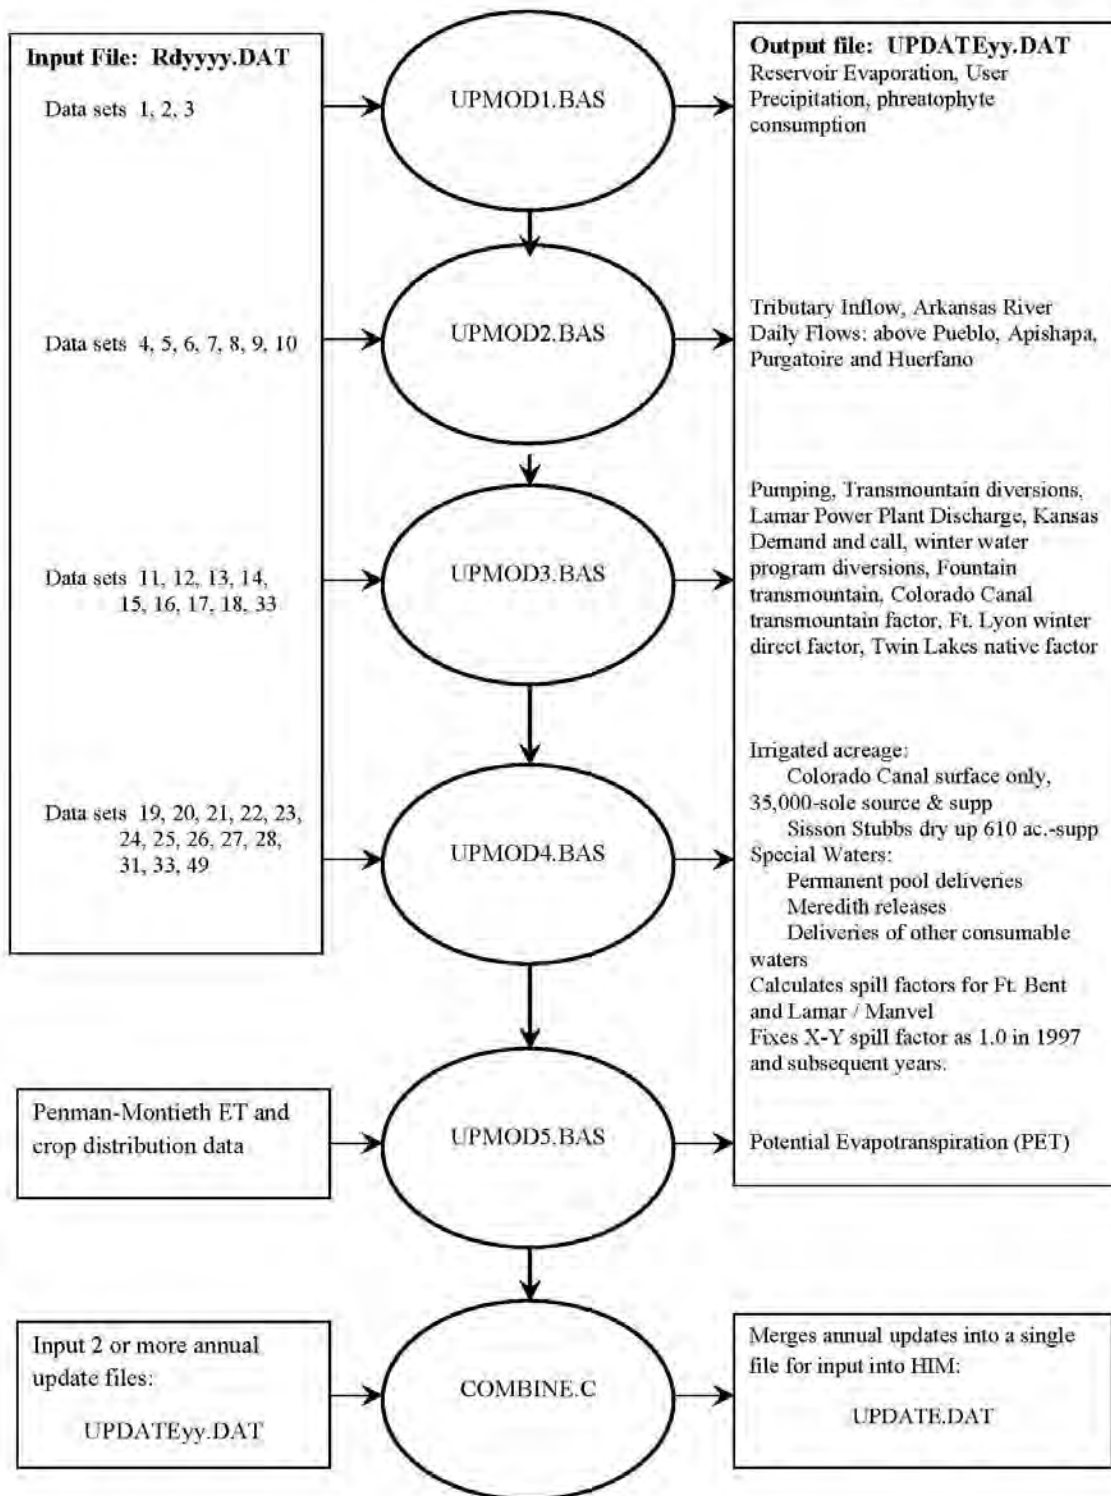 Input File: Rdyyyy.DAT
Data sets 1, 2, 3
UPMOD1.BAS
Output file: UPDATEyy.DAT
Reservoir Evaporation, User
Precipitation, phreatophyte
consumption
Data sets 4, 5, 6, 7, 8, 9, 10
UPMOD2.BAS
Tributary Inflow, Arkansas River
Daily Flows: above Pueblo, Apishapa,
Purgatoire and Huerfano
Data sets 11, 12, 13, 14,
15, 16, 17, 18, 33
UPMOD3.BAS
Pumping, Transmountain diversions,
Lamar Power Plant Discharge, Kansas
Demand and call, winter water
program diversions, Fountain
transmountain, Colorado Canal
transmountain factor, Ft. Lyon winter
direct factor, Twin Lakes native factor
Data sets 19, 20, 21, 22, 23,
24, 25, 26, 27, 28,
31, 33, 49
UPMOD4.BAS
Irrigated acreage:
Colorado Canal surface only,
35,000-sole source & supp
Sisson Stubbs dry up 610 ac.-supp
Special Waters:
Permanent pool deliveries
Meredith releases
Deliveries of other consumable
waters
Calculates spill factors for Ft. Bent
and Lamar / Manvel
Fixes X-Y spill factor as 1.0 in 1997
and subsequent years.
Penman-Montieth ET and
crop distribution data
UPMOD5.BAS
Potential Evapotranspiration (PET)
Input 2 or more annual
update files:
UPDATEyy.DAT
COMBINE.C
Merges annual updates into a single
file for input into HIM:
UPDATE.DAT